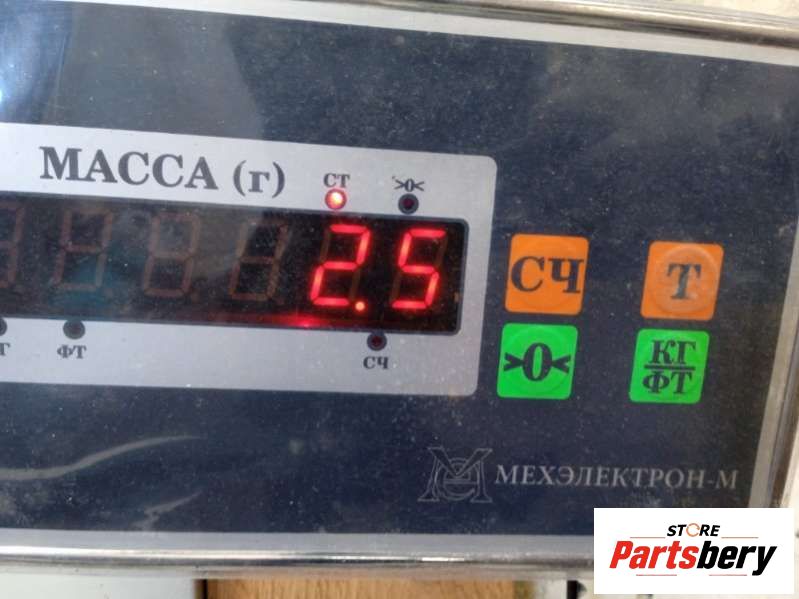 МАССА (г)
СТ
>0<
2.5
ФТ
СЧ
СЧ
Т
>0<
КГ
ФТ
МЕХЭЛЕКТРОН-М
STORE
Partsbery